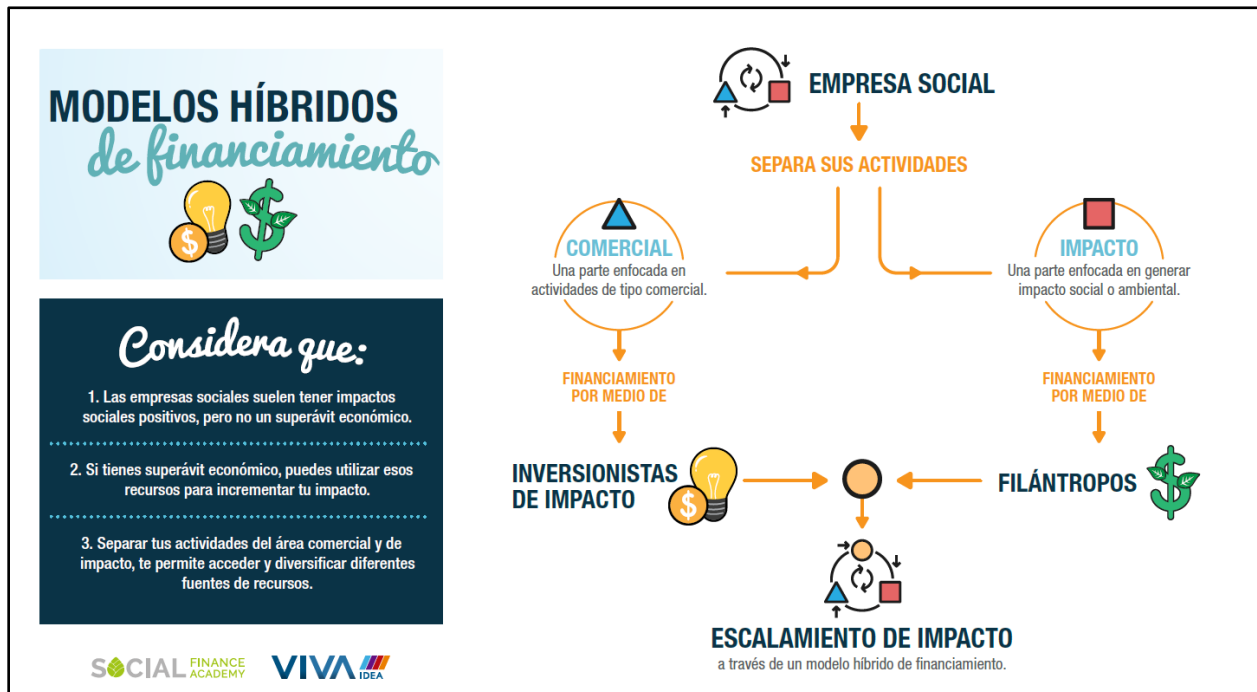 MODELOS HÍBRIDOS
de financiamiento
$
Considera que:
1. Las empresas sociales suelen tener impactos
sociales positivos, pero no un superávit económico.
2. Si tienes superávit económico, puedes utilizar esos
recursos para incrementar tu impacto.
3. Separar tus actividades del área comercial y de
impacto, te permite acceder y diversificar diferentes
fuentes de recursos.
SOCIAL FINANCE
ACADEMY
VIVA
IDEA
EMPRESA SOCIAL
SEPARA SUS ACTIVIDADES
COMERCIAL
Una parte enfocada en
actividades de tipo comercial.
IMPACTO
Una parte enfocada en generar
impacto social o ambiental.
FINANCIAMIENTO
POR MEDIO DE
FINANCIAMIENTO
POR MEDIO DE
INVERSIONISTAS
DE IMPACTO
$
FILÁNTROPOS
ESCALAMIENTO DE IMPACTO
a través de un modelo híbrido de financiamiento.